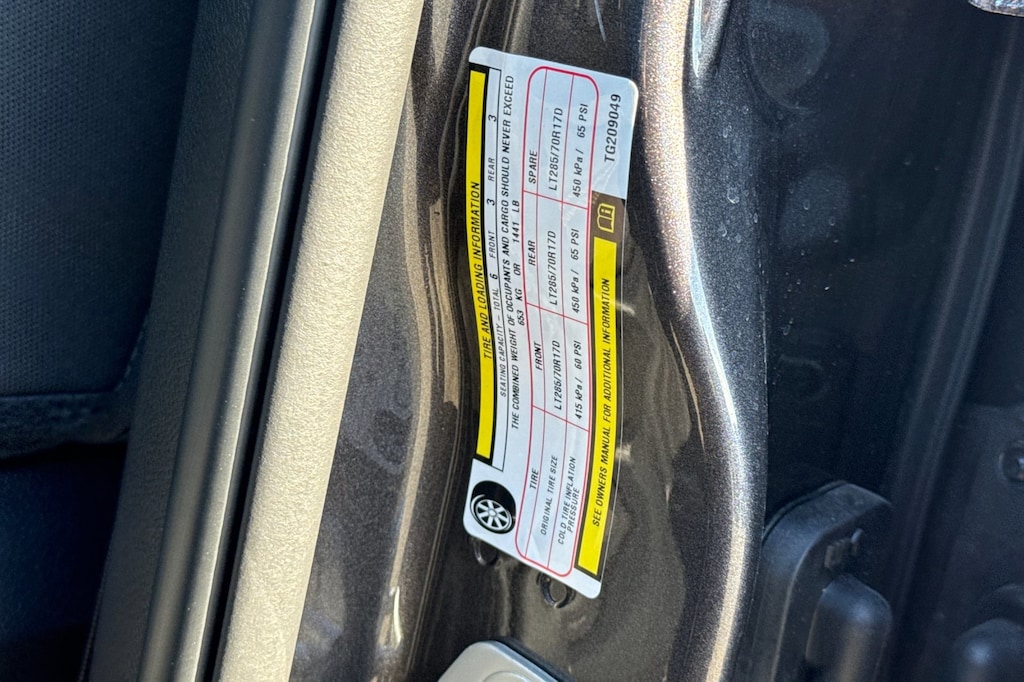 TIRE AND LOADING INFORMATION
SEATING CAPACITY – TOTAL 6 FRONT 3 REAR 3
THE COMBINED WEIGHT OF OCCUPANTS AND CARGO SHOULD NEVER EXCEED
653 KG OR 1441 LB
TIRE FRONT REAR SPARE
ORIGINAL TIRE SIZE LT285/70R17D LT285/70R17D LT285/70R17D
COLD TIRE INFLATION
PRESSURE 415 kPa / 60 PSI 450 kPa / 65 PSI 450 kPa / 65 PSI
SEE OWNERS MANUAL FOR ADDITIONAL INFORMATION
TG209049